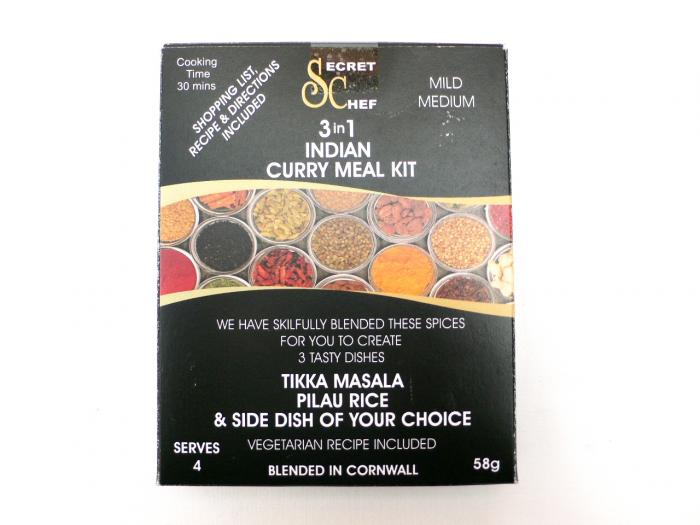 Cooking
Time
30 mins
SHOPPING LIST,
RECIPE & DIRECTIONS
INCLUDED
SECRET
CHEF
MILD
MEDIUM
3 in 1
INDIAN
CURRY MEAL KIT
WE HAVE SKILFULLY BLENDED THESE SPICES
FOR YOU TO CREATE
3 TASTY DISHES
TIKKA MASALA
PILAU RICE
& SIDE DISH OF YOUR CHOICE
VEGETARIAN RECIPE INCLUDED
SERVES
4
BLENDED IN CORNWALL
58g